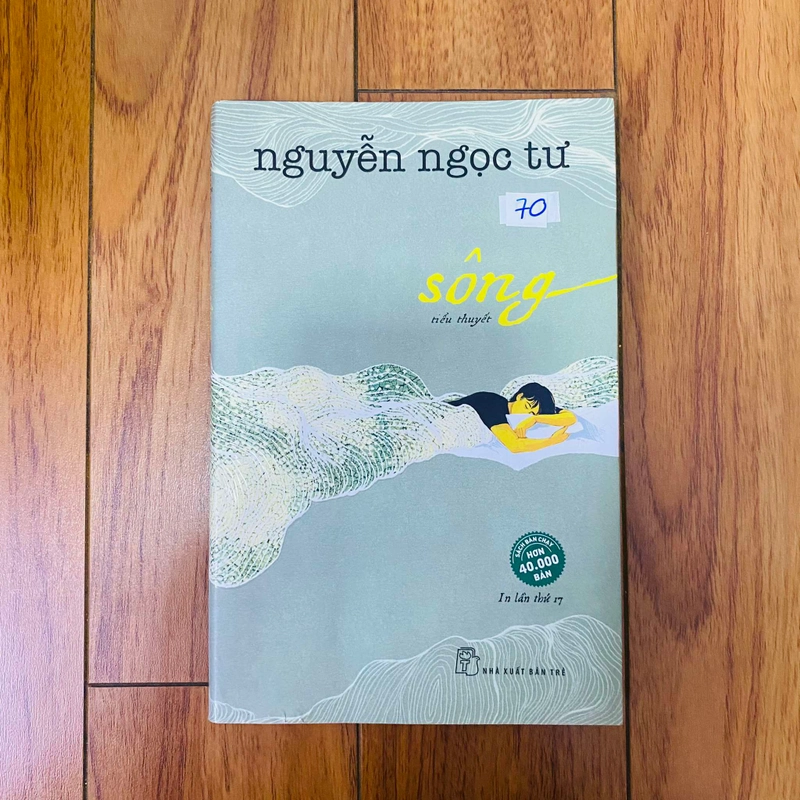 nguyễn ngọc tư
70
sông
tiểu thuyết
SÁCH BÁN CHẠY
HƠN
40.000
BẢN
In lần thứ 17
NHÀ XUẤT BẢN TRẺ